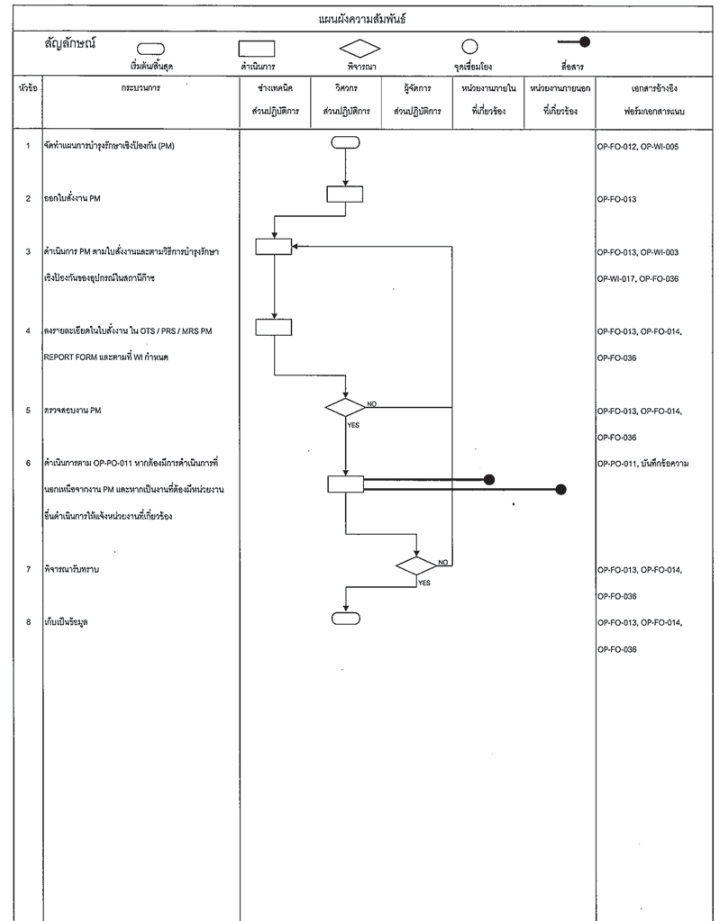 แผนผังความสัมพันธ์
สัญลักษณ์
เริ่มต้น/สิ้นสุด
ดำเนินการ
พิจารณา
จุดเชื่อมโยง
สื่อสาร
หัวข้อ
กระบวนการ
ช่างเทคนิค
ส่วนปฏิบัติการ
วิศวกร
ส่วนปฏิบัติการ
ผู้จัดการ
ส่วนปฏิบัติการ
หน่วยงานภายใน
ที่เกี่ยวข้อง
หน่วยงานภายนอก
ที่เกี่ยวข้อง
เอกสารอ้างอิง
ฟอร์ม/เอกสารแนบ
1 จัดทำแผนการบำรุงรักษาเชิงป้องกัน (PM)
OP-FO-012, OP-WI-005
2 ออกใบสั่งงาน PM
OP-FO-013
3 ดำเนินการ PM ตามใบสั่งงานและตามวิธีการบำรุงรักษา
เชิงป้องกันของอุปกรณ์ในสถานีก๊าซ
OP-FO-013, OP-WI-003
OP-WI-017, OP-FO-036
4 ลงรายละเอียดในใบสั่งงาน ใน OTS / PRS / MRS PM
REPORT FORM และตามที่ WI กำหนด
OP-FO-013, OP-FO-014,
OP-FO-036
5 ตรวจสอบงาน PM
NO
YES
OP-FO-013, OP-FO-014,
OP-FO-036
6 ดำเนินการตาม OP-PO-011 หากต้องมีการดำเนินการที่
นอกเหนือจากงาน PM และหากเป็นงานที่ต้องมีหน่วยงาน
อื่นดำเนินการให้แจ้งหน่วยงานที่เกี่ยวข้อง
OP-PO-011, บันทึกข้อความ
7 พิจารณารับทราบ
NO
YES
OP-FO-013, OP-FO-014,
OP-FO-036
8 เก็บเป็นข้อมูล
OP-FO-013, OP-FO-014,
OP-FO-036